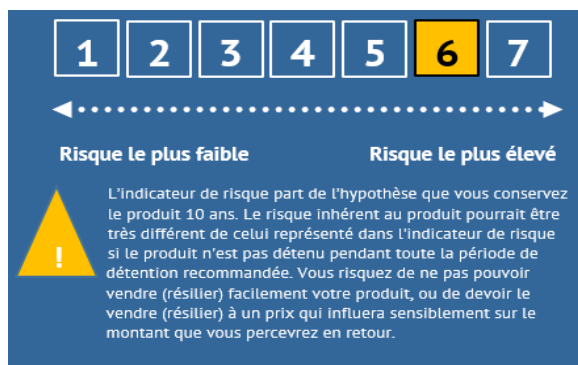 1 2 3 4 5 6 7
Risque le plus faible Risque le plus élevé
L'indicateur de risque part de l'hypothèse que vous conservez
le produit 10 ans. Le risque inhérent au produit pourrait être
très différent de celui représenté dans l'indicateur de risque
si le produit n'est pas détenu pendant toute la période de
détention recommandée. Vous risquez de ne pas pouvoir
vendre (résilier) facilement votre produit, ou de devoir le
vendre (résilier) à un prix qui influera sensiblement sur le
montant que vous percevrez en retour.
!